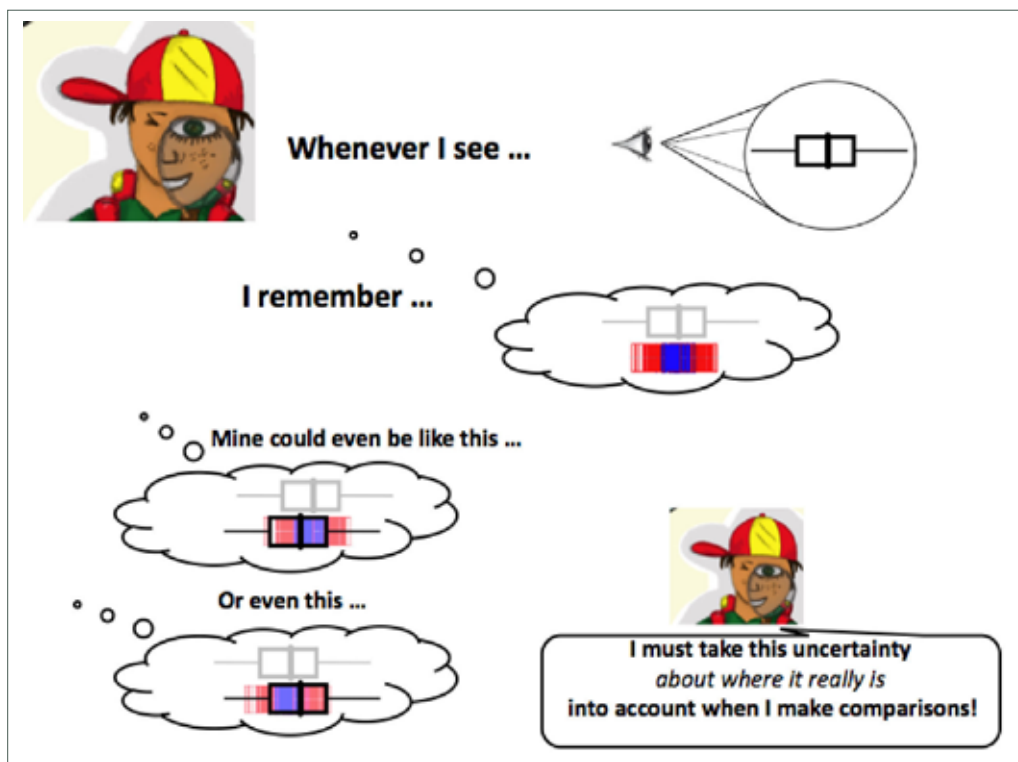 Whenever I see ...
I remember ...
Mine could even be like this ...
Or even this ...
I must take this uncertainty
about where it really is
into account when I make comparisons!